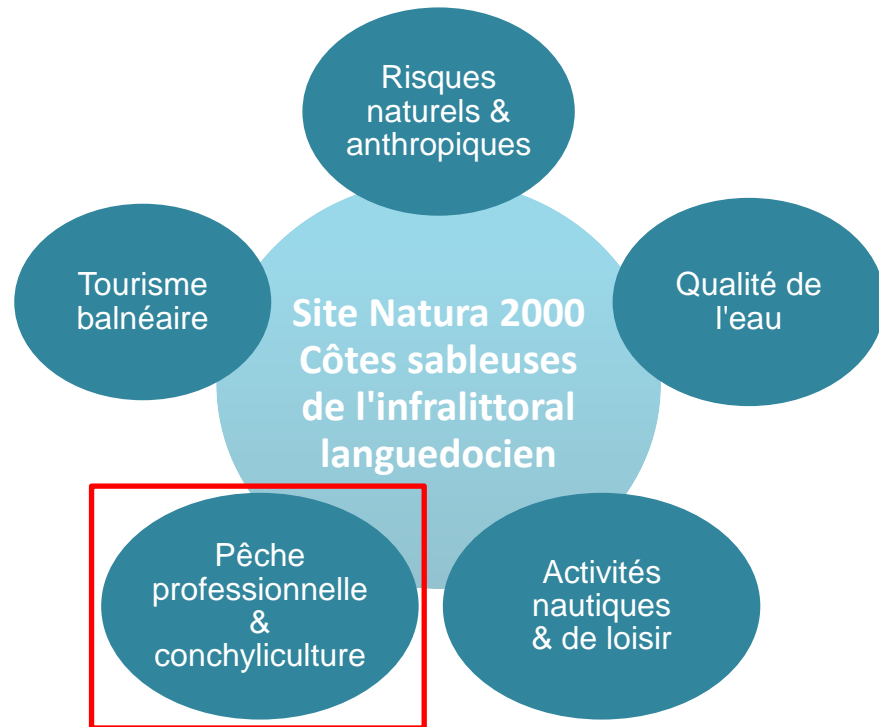 Risques
naturels &
anthropiques
Tourisme
balnéaire
Qualité de
l'eau
Site Natura 2000
Côtes sableuses
de l'infralittoral
languedocien
Pêche
professionnelle
&
conchyliculture
Activités
nautiques
& de loisir